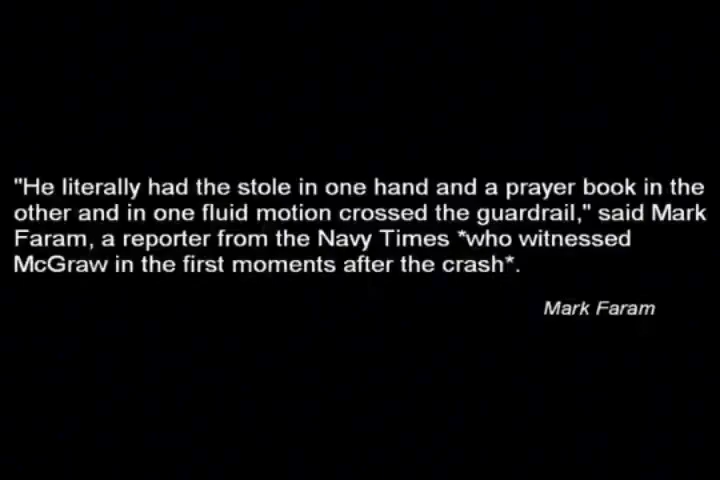 "He literally had the stole in one hand and a prayer book in the
other and in one fluid motion crossed the guardrail," said Mark
Faram, a reporter from the Navy Times *who witnessed
McGraw in the first moments after the crash*.
Mark Faram